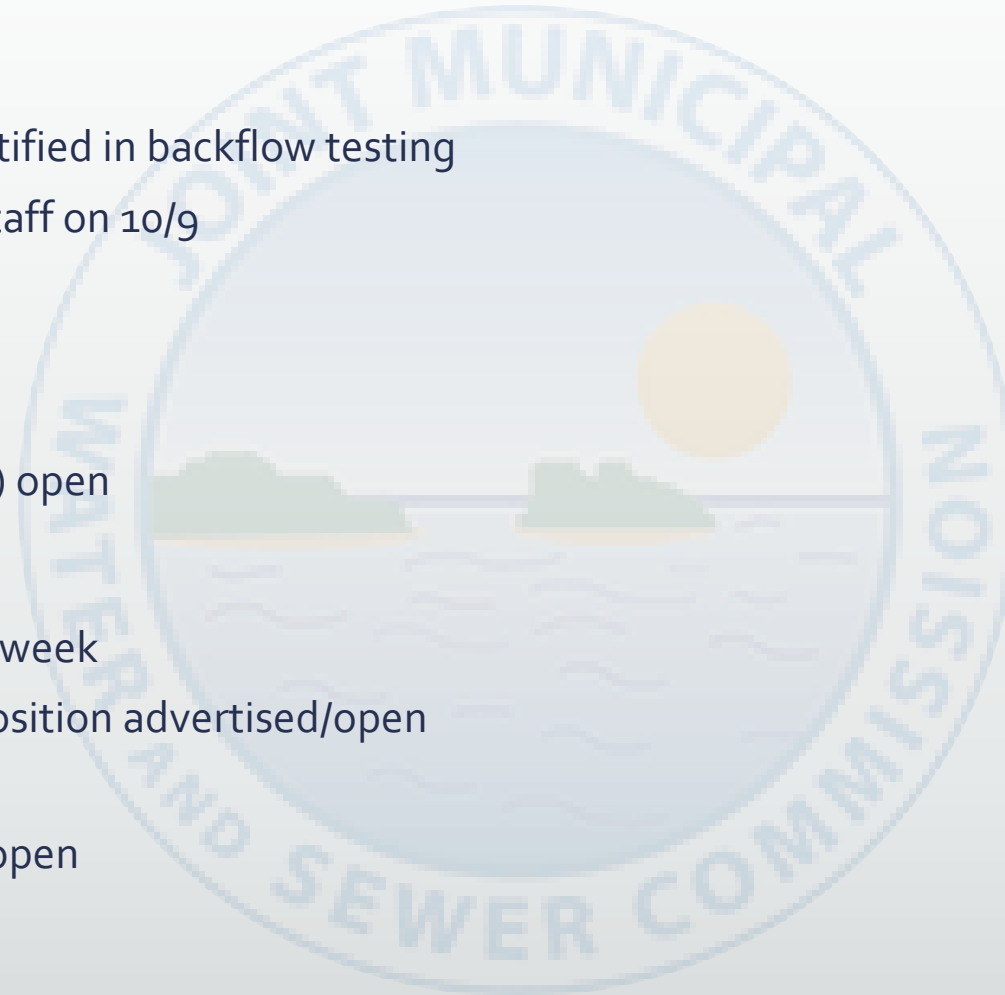 tified in backflow testing
taff on 10/9
) open
week
osition advertised/open
open
JOINT MUNICIPAL
WATER AND SEWER COMMISSION